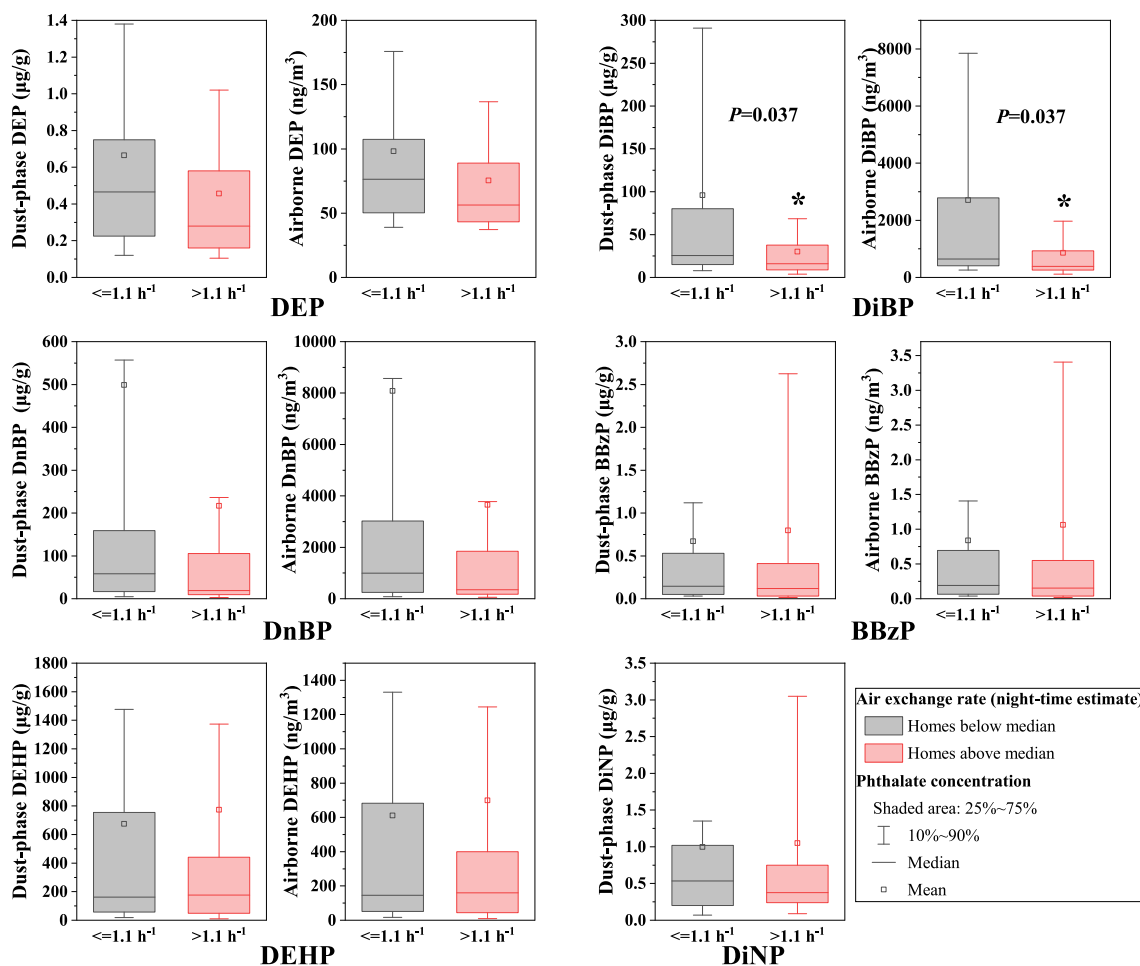 Dust-phase DEP (μg/g)
1.4
1.2
1.0
0.8
0.6
0.4
0.2
0.0
<=1.1 h-1 >1.1 h-1
Airborne DEP (ng/m3)
200
150
100
50
0
<=1.1 h-1 >1.1 h-1
DEP
Dust-phase DiBP (μg/g)
300
250
200
150
100
50
25
0
P=0.037
*
<=1.1 h-1 >1.1 h-1
Airborne DiBP (ng/m3)
8000
6000
4000
2000
0
P=0.037
*
<=1.1 h-1 >1.1 h-1
DiBP
Dust-phase DnBP (μg/g)
600
500
400
300
200
100
0
<=1.1 h-1 >1.1 h-1
Airborne DnBP (ng/m3)
10000
8000
6000
4000
2000
0
<=1.1 h-1 >1.1 h-1
DnBP
Dust-phase BBzP (μg/g)
3.0
2.5
2.0
1.5
1.0
0.5
0.0
<=1.1 h-1 >1.1 h-1
Airborne BBzP (ng/m3)
3.5
3.0
2.5
2.0
1.5
1.0
0.5
0.0
<=1.1 h-1 >1.1 h-1
BBzP
Dust-phase DEHP (μg/g)
1800
1600
1400
1200
1000
800
600
400
200
0
<=1.1 h-1 >1.1 h-1
Airborne DEHP (ng/m3)
1400
1200
1000
800
600
400
200
0
<=1.1 h-1 >1.1 h-1
DEHP
Dust-phase DiNP (μg/g)
3.5
3.0
2.5
2.0
1.5
1.0
0.5
0.0
<=1.1 h-1 >1.1 h-1
DiNP
Air exchange rate (night-time estimate)
Homes below median
Homes above median
Phthalate concentration
Shaded area: 25%~75%
10%~90%
Median
Mean